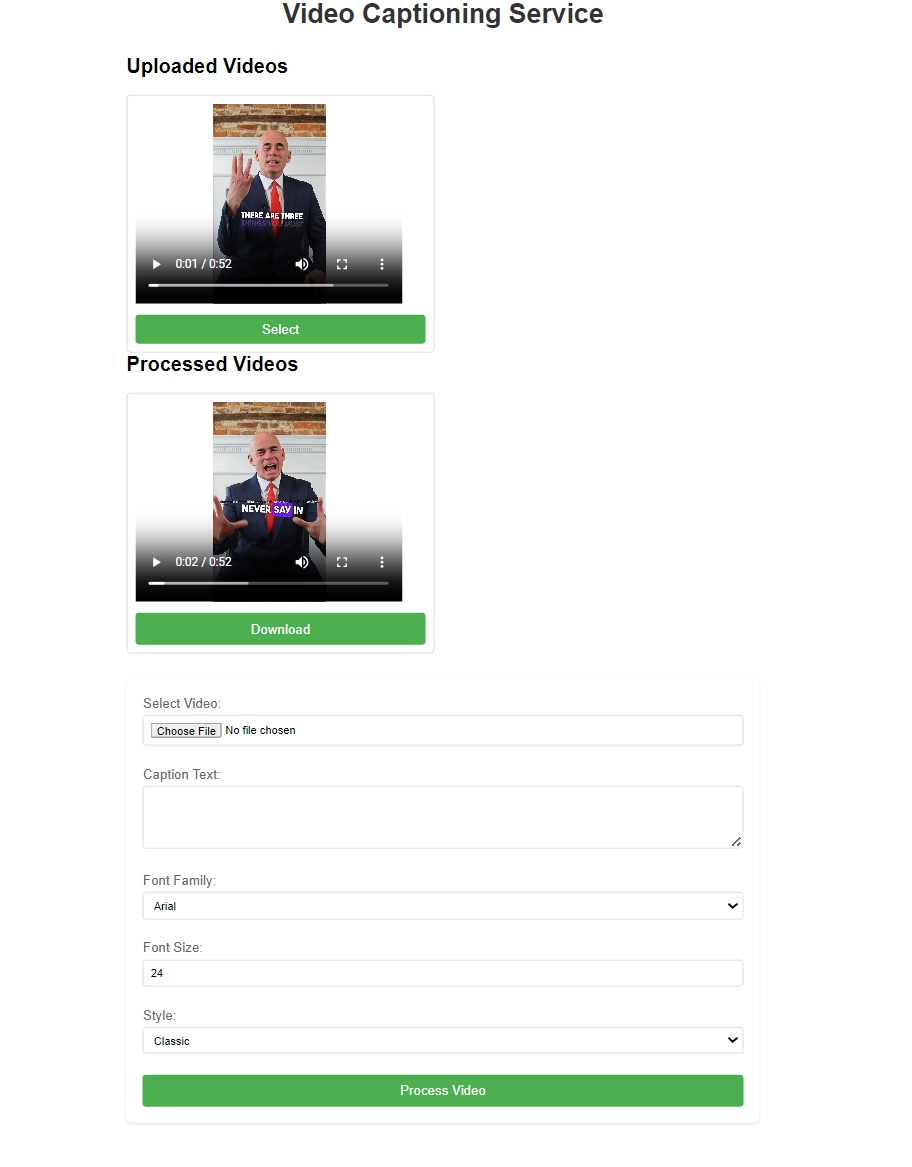 Video Captioning Service
Uploaded Videos
THERE ARE THREE
THINGS YOU MUST
0:01 / 0:52
Select
Processed Videos
NEVER SAY IN
0:02 / 0:52
Download
Select Video:
Choose File No file chosen
Caption Text:
Font Family:
Arial
Font Size:
24
Style:
Classic
Process Video